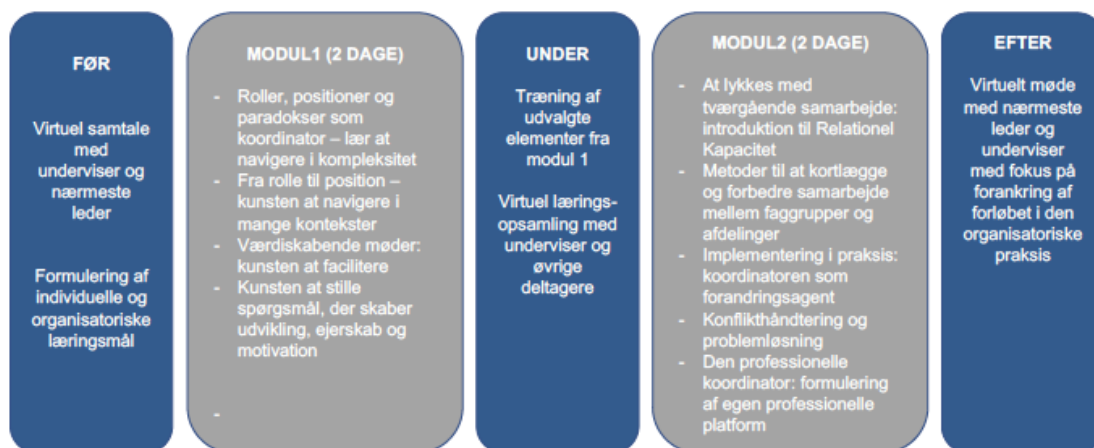 FØR
Virtuel samtale
med
underviser og
nærmeste
leder
Formulering af
individuelle og
organisatoriske
læringsmål
MODUL1 (2 DAGE)
- Roller, positioner og
paradokser som
koordinator – lær at
navigere i kompleksitet
- Fra rolle til position –
kunsten at navigere i
mange kontekster
- Værdiskabende møder:
kunsten at facilitere
- Kunsten at stille
spørgsmål, der skaber
udvikling, ejerskab og
motivation
-
UNDER
Træning af
udvalgte
elementer fra
modul 1
Virtuel lærings-
opsamling med
underviser og
øvrige
deltagere
MODUL2 (2 DAGE)
- At lykkes med
tværgående samarbejde:
introduktion til Relationel
Kapacitet
- Metoder til at kortlægge
og forbedre samarbejde
mellem faggrupper og
afdelinger
- Implementering i praksis:
koordinatoren som
forandringsagent
- Konflikthåndtering og
problemløsning
- Den professionelle
koordinator: formulering
af egen professionelle
platform
EFTER
Virtuelt møde
med nærmeste
leder og
underviser
med fokus på
forankring af
forløbet i den
organisatoriske
praksis